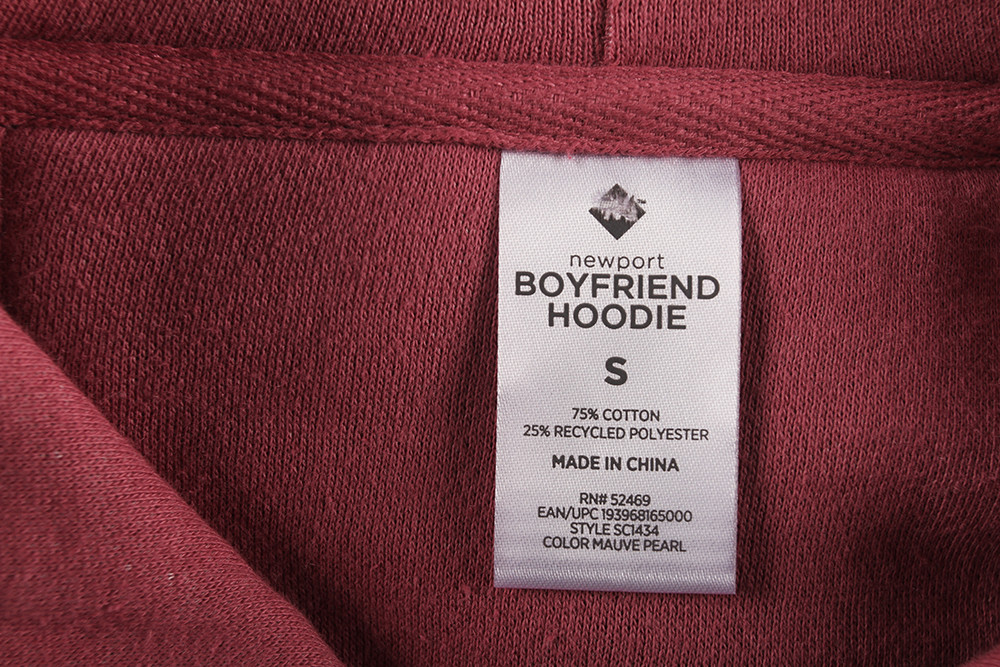 TM
newport
BOYFRIEND
HOODIE
S
75% COTTON
25% RECYCLED POLYESTER
MADE IN CHINA
RN# 52469
EAN/UPC 193968165000
STYLE SC1434
COLOR MAUVE PEARL